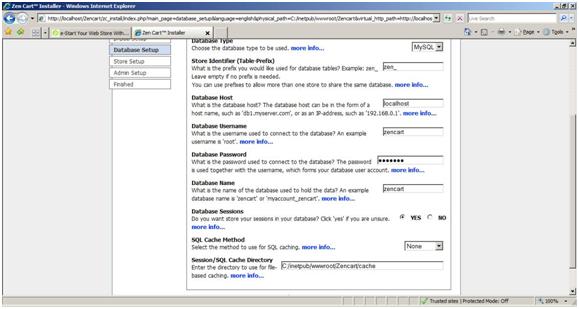 Zen Cart™ Installer - Windows Internet Explorer
http://localhost/Zencart/zc_install/index.php?main_page=database_setup&language=english&physical_path=C:/inetpub/wwwroot/Zencart&virtual_http_path=http://localhost
Live Search
e-Start Your Web Store With...
Zen Cart™ Installer
Page
Tools
Database Setup
Store Setup
Admin Setup
Finished
Database Type
Choose the database type to be used. more info...
MySQL
Store Identifier (Table-Prefix)
What is the prefix you would like used for database tables? Example: zen_
zen_
Leave empty if no prefix is needed.
You can use prefixes to allow more than one store to share the same database. more info...
Database Host
What is the database host? The database host can be in the form of a
localhost
host name, such as 'db1.myserver.com', or as an IP-address, such as '192.168.0.1'. more info...
Database Username
What is the username used to connect to the database? An example
zencart
username is 'root'. more info...
Database Password
What is the password used to connect to the database? The password
•••••••
is used together with the username, which forms your database user account. more info...
Database Name
What is the name of the database used to hold the data? An example
zencart
database name is 'zencart' or 'myaccount_zencart'. more info...
Database Sessions
Do you want store your sessions in your database? Click 'yes' if you are unsure.
YES NO
more info...
SQL Cache Method
Select the method to use for SQL caching. more info...
None
Session/SQL Cache Directory
Enter the directory to use for file-
C:/inetpub/wwwroot/Zencart/cache
based caching. more info...
Trusted sites | Protected Mode: Off
100%